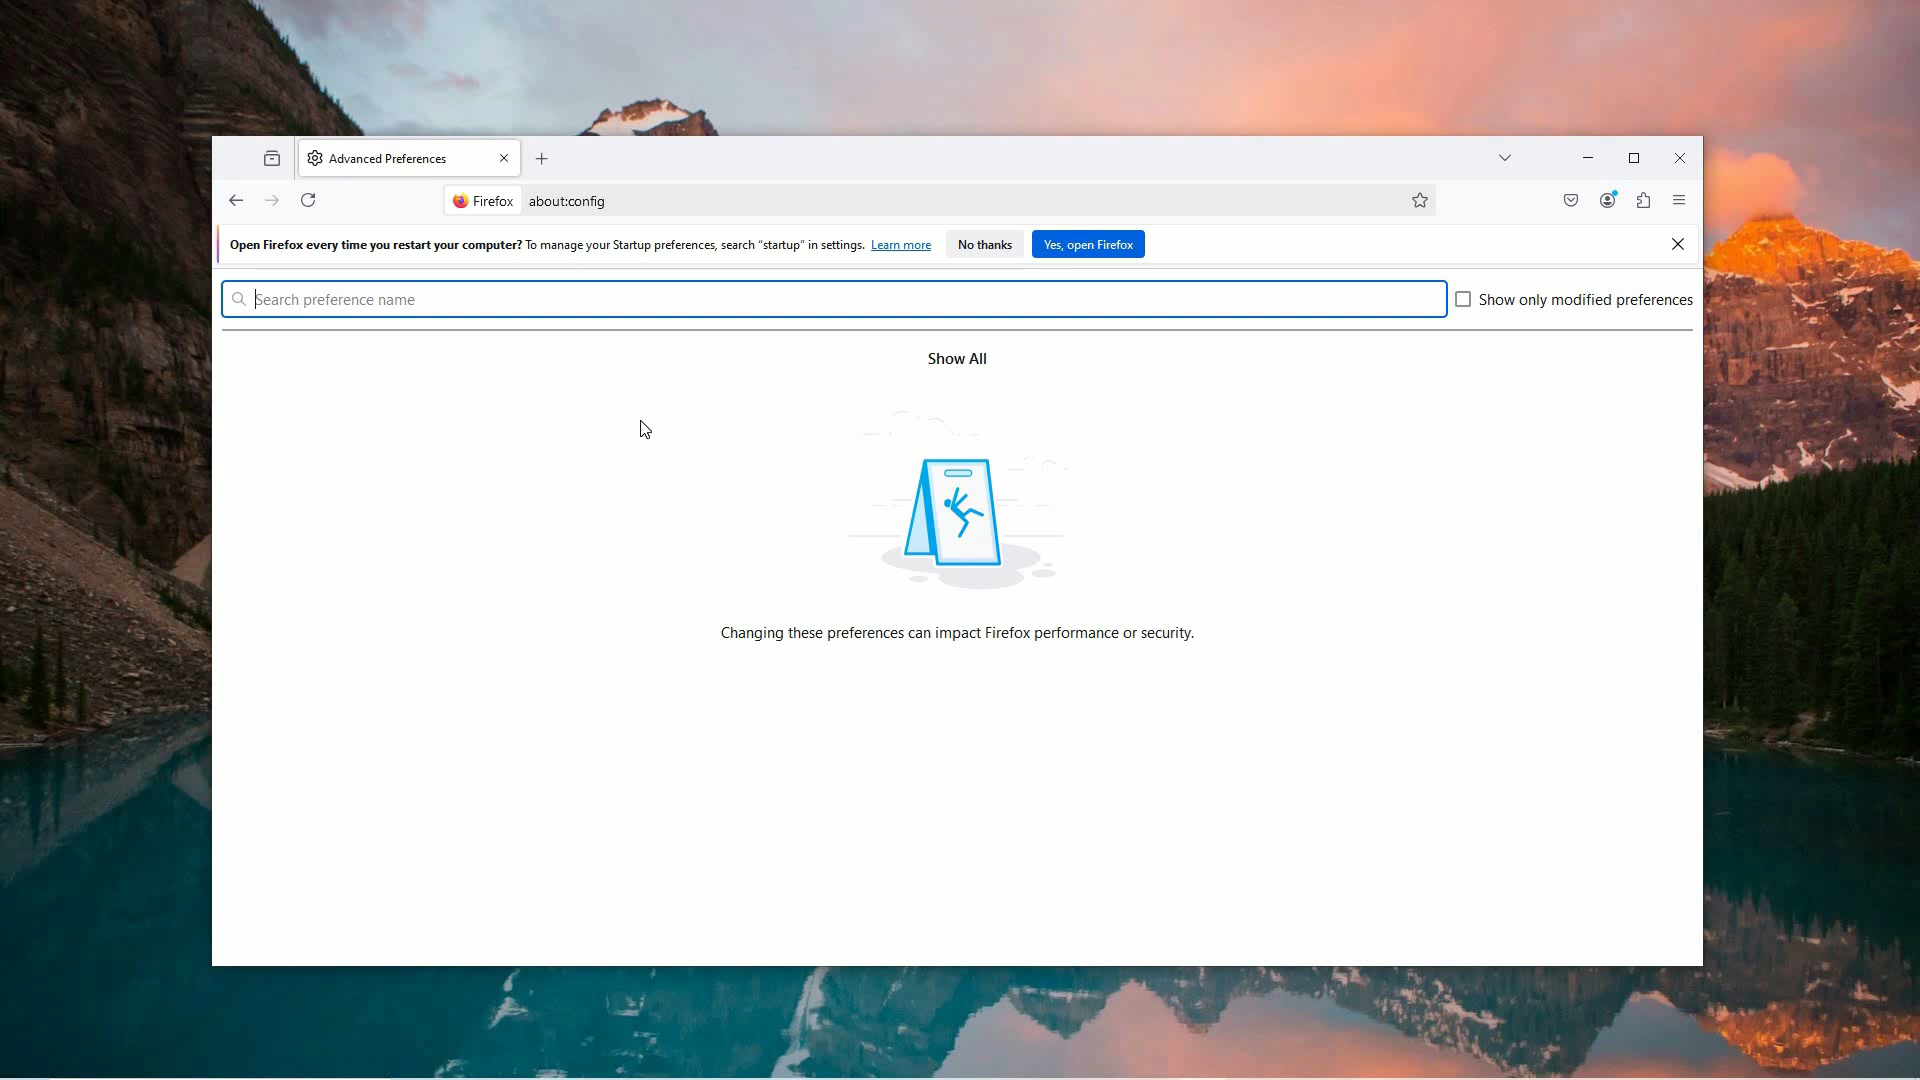 Advanced Preferences
Firefox about:config
Open Firefox every time you restart your computer? To manage your Startup preferences, search “startup” in settings. Learn more No thanks Yes, open Firefox
Search preference name Show only modified preferences
Show All
Changing these preferences can impact Firefox performance or security.